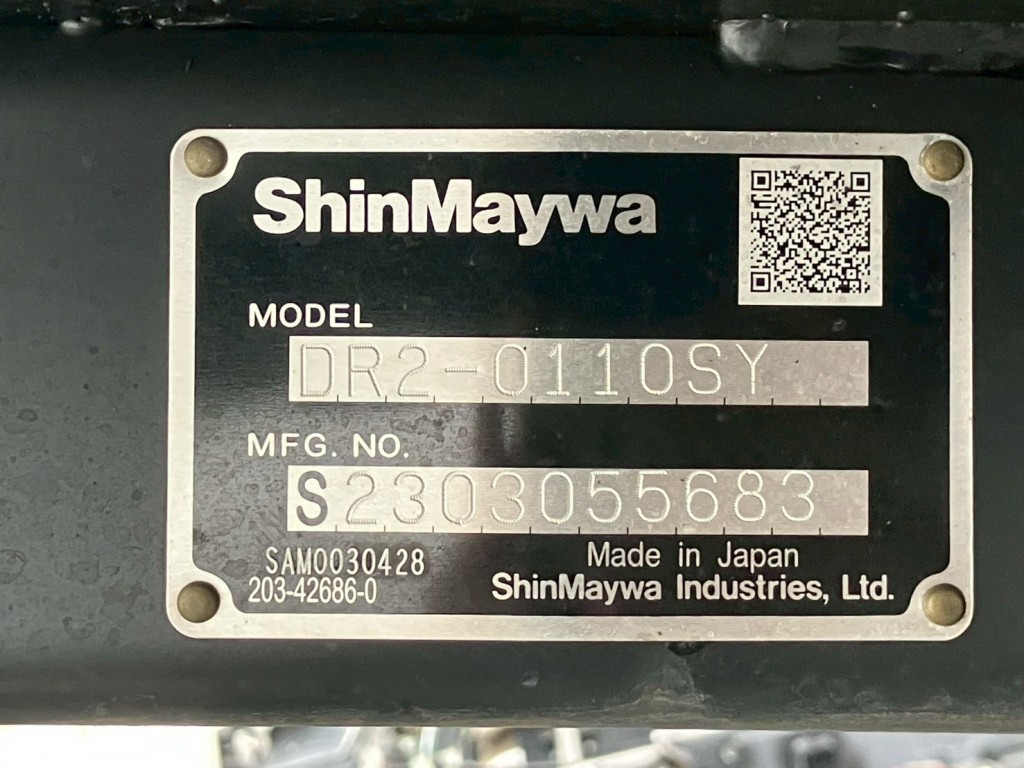 ShinMaywa
MODEL
DR2-0110SY
MFG. NO.
S2303055683
SAM0030428
203-42686-0
Made in Japan
ShinMaywa Industries, Ltd.